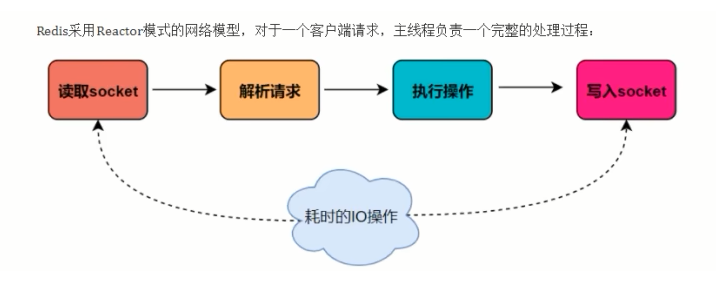 Redis采用Reactor模式的网络模型，对于一个客户端请求，主线程负责一个完整的处理过程：
读取socket
解析请求
执行操作
写入socket
耗时的IO操作